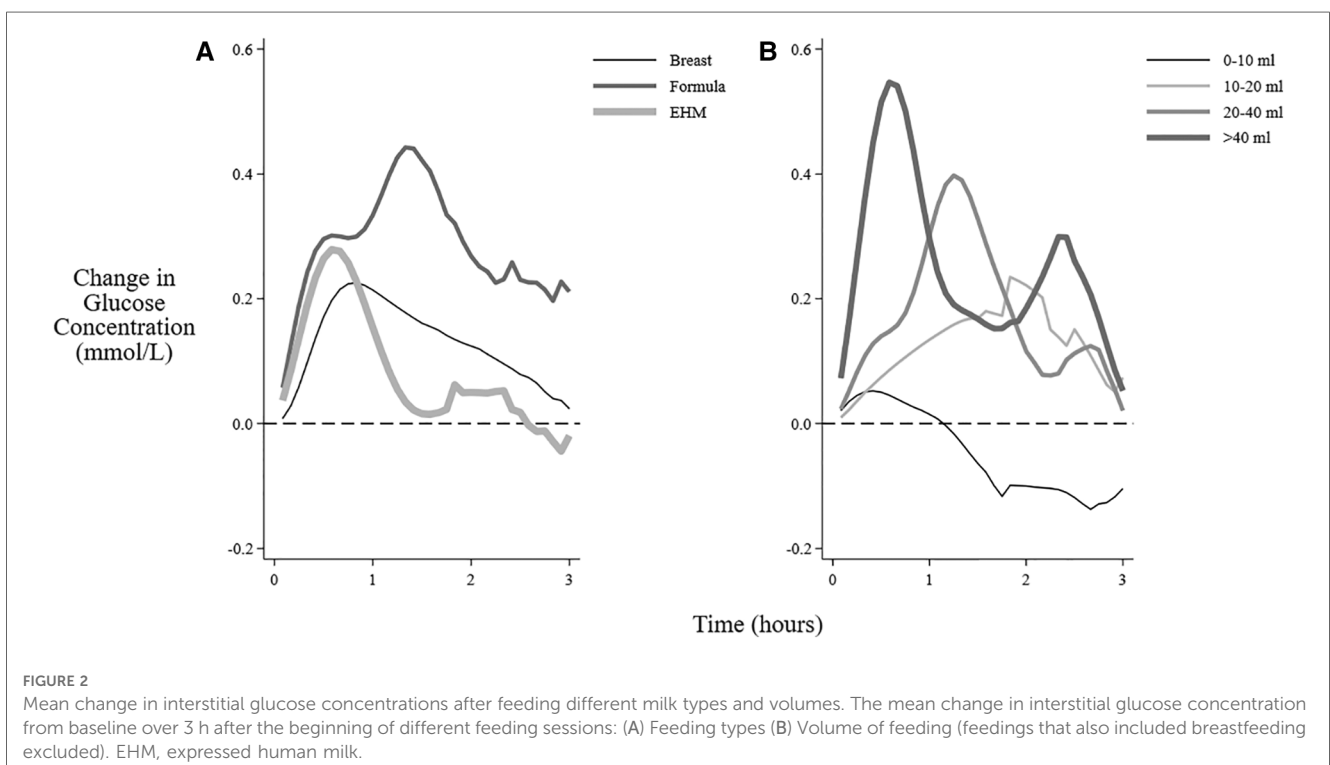 A
0.6
0.4
0.2
0.0
-0.2
0
1
2
3
Breast
Formula
EHM
B
0.6
0.4
0.2
0.0
-0.2
0
1
2
3
0-10 ml
10-20 ml
20-40 ml
>40 ml
Change in
Glucose
Concentration
(mmol/L)
Time (hours)
FIGURE 2
Mean change in interstitial glucose concentrations after feeding different milk types and volumes. The mean change in interstitial glucose concentration
from baseline over 3 h after the beginning of different feeding sessions: (A) Feeding types (B) Volume of feeding (feedings that also included breastfeeding
excluded). EHM, expressed human milk.